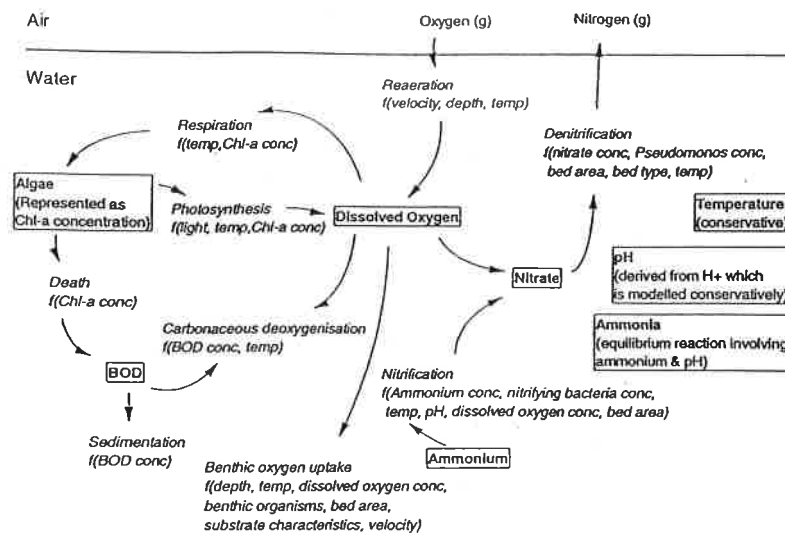 Air
Oxygen (g)
Nitrogen (g)
Water
Reaeration
f(velocity, depth, temp)
Respiration
f(temp,Chl-a conc)
Denitrification
f(nitrate conc, Pseudomonos conc,
bed area, bed type, temp)
Algae
(Represented as
Chl-a concentration)
Photosynthesis
f(light, temp,Chl-a conc)
Dissolved Oxygen
Temperature
(conservative)
pH
(derived from H+ which
is modelled conservatively)
Nitrate
Death
f(Chl-a conc)
Carbonaceous deoxygenisation
f(BOD conc, temp)
Ammonia
(equilibrium reaction involving
ammonium & pH)
BOD
Nitrification
f(Ammonium conc, nitrifying bacteria conc,
temp, pH, dissolved oxygen conc, bed area)
Sedimentation
f(BOD conc)
Ammonium
Benthic oxygen uptake
f(depth, temp, dissolved oxygen conc,
benthic organisms, bed area,
substrate characteristics, velocity)